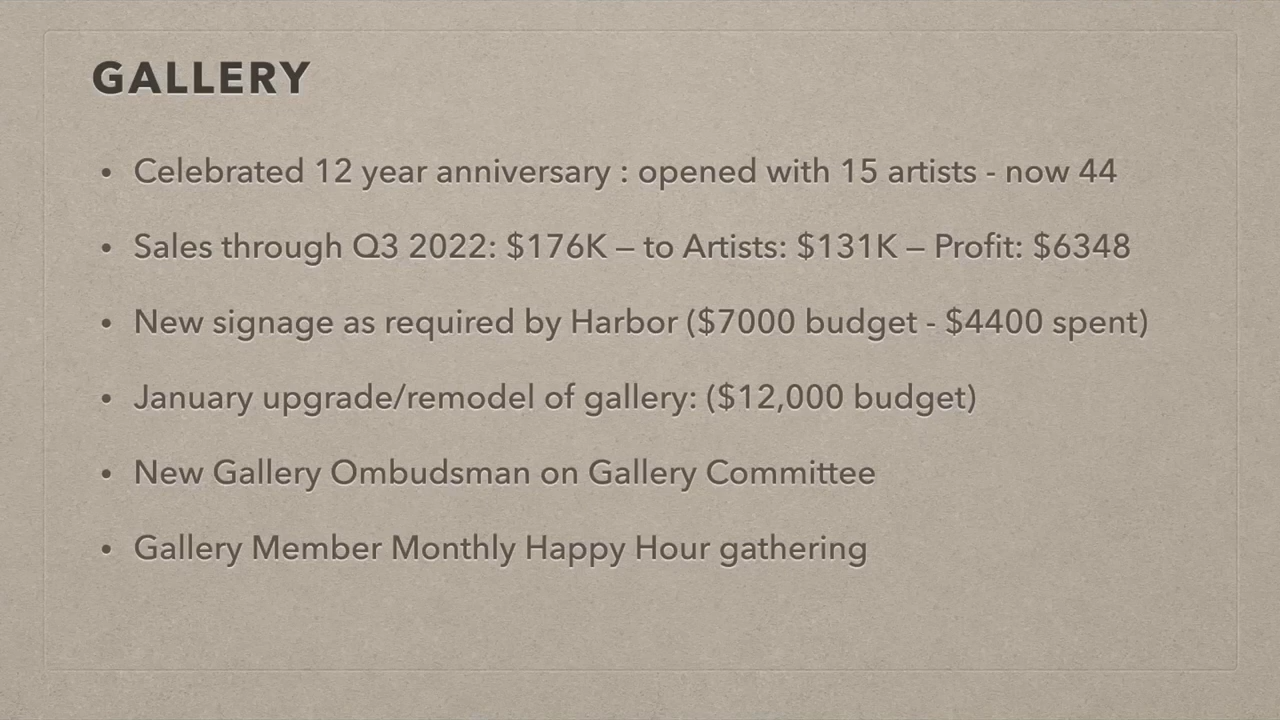 GALLERY
• Celebrated 12 year anniversary : opened with 15 artists - now 44
• Sales through Q3 2022: $176K – to Artists: $131K – Profit: $6348
• New signage as required by Harbor ($7000 budget - $4400 spent)
• January upgrade/remodel of gallery: ($12,000 budget)
• New Gallery Ombudsman on Gallery Committee
• Gallery Member Monthly Happy Hour gathering